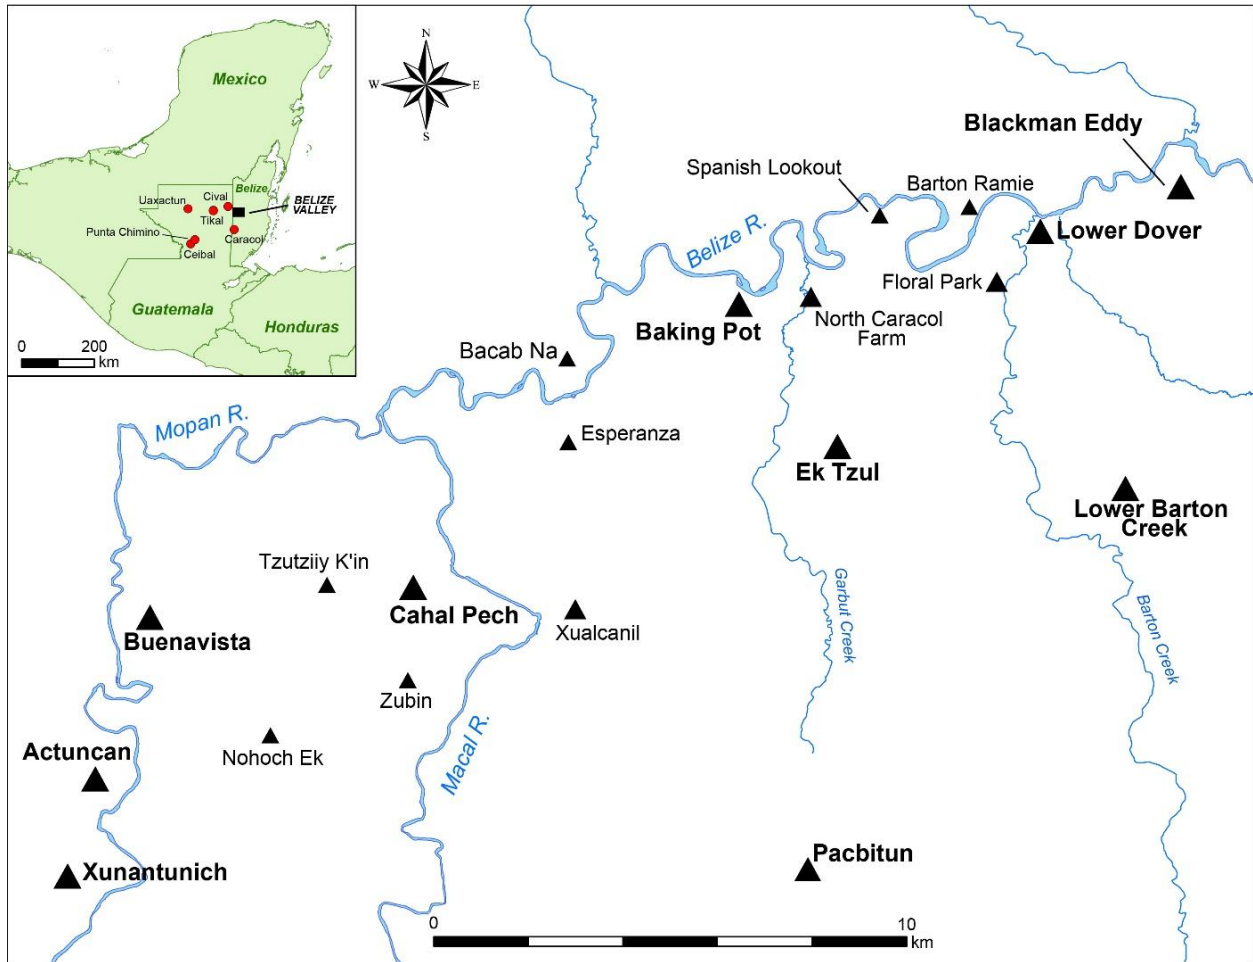 Mexico
Belize
Uaxactun
Cival
Tikal
BELIZE
VALLEY
Punta Chimino
Ceibal
Caracol
Guatemala
Honduras
0 200
km
N
W E
S
Blackman Eddy
Spanish Lookout
Barton Ramie
Belize R.
Lower Dover
Floral Park
Baking Pot
North Caracol
Farm
Bacab Na
Mopan R.
Esperanza
Ek Tzul
Lower Barton
Creek
Tzutziiy K'in
Cahal Pech
Buenavista
Xualcanil
Garbut Creek
Barton Creek
Zubin
Nohoch Ek
Macal R.
Actuncan
Xunantunich
Pacbitun
0 10
km